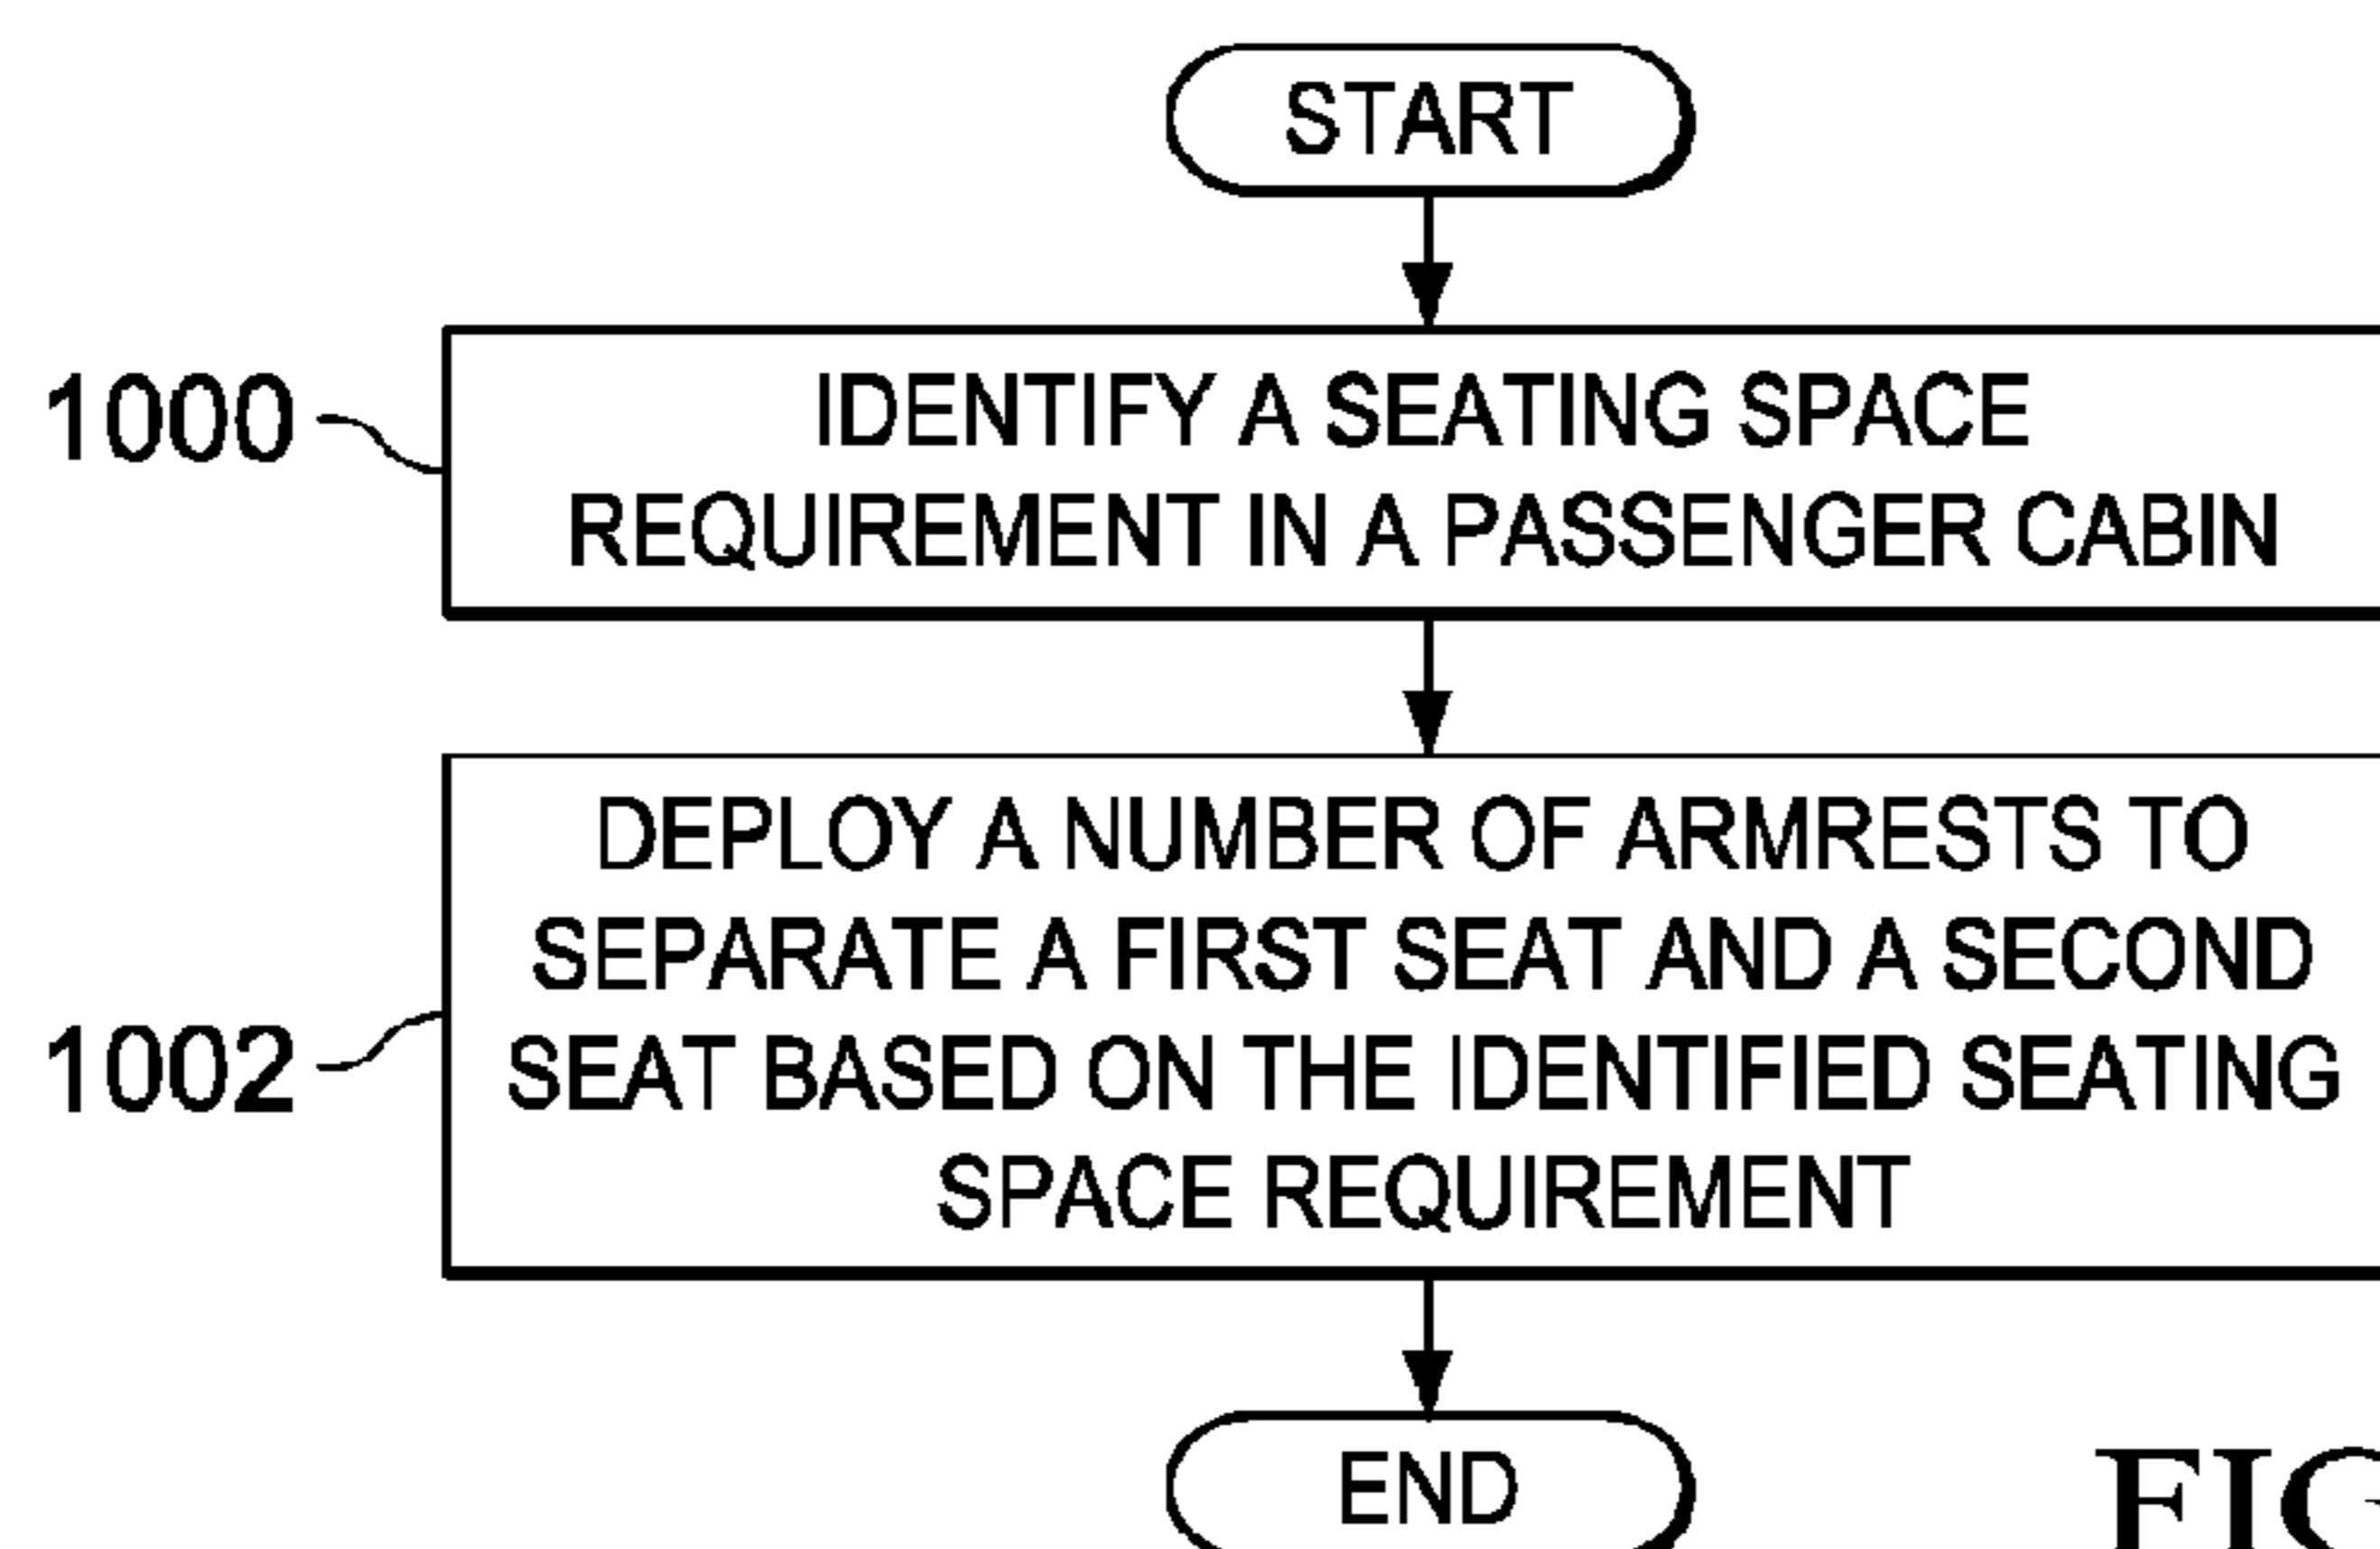 START
1000
IDENTIFY A SEATING SPACE
REQUIREMENT IN A PASSENGER CABIN
DEPLOY A NUMBER OF ARMRESTS TO
SEPARATE A FIRST SEAT AND A SECOND
1002
SEAT BASED ON THE IDENTIFIED SEATING
SPACE REQUIREMENT
END